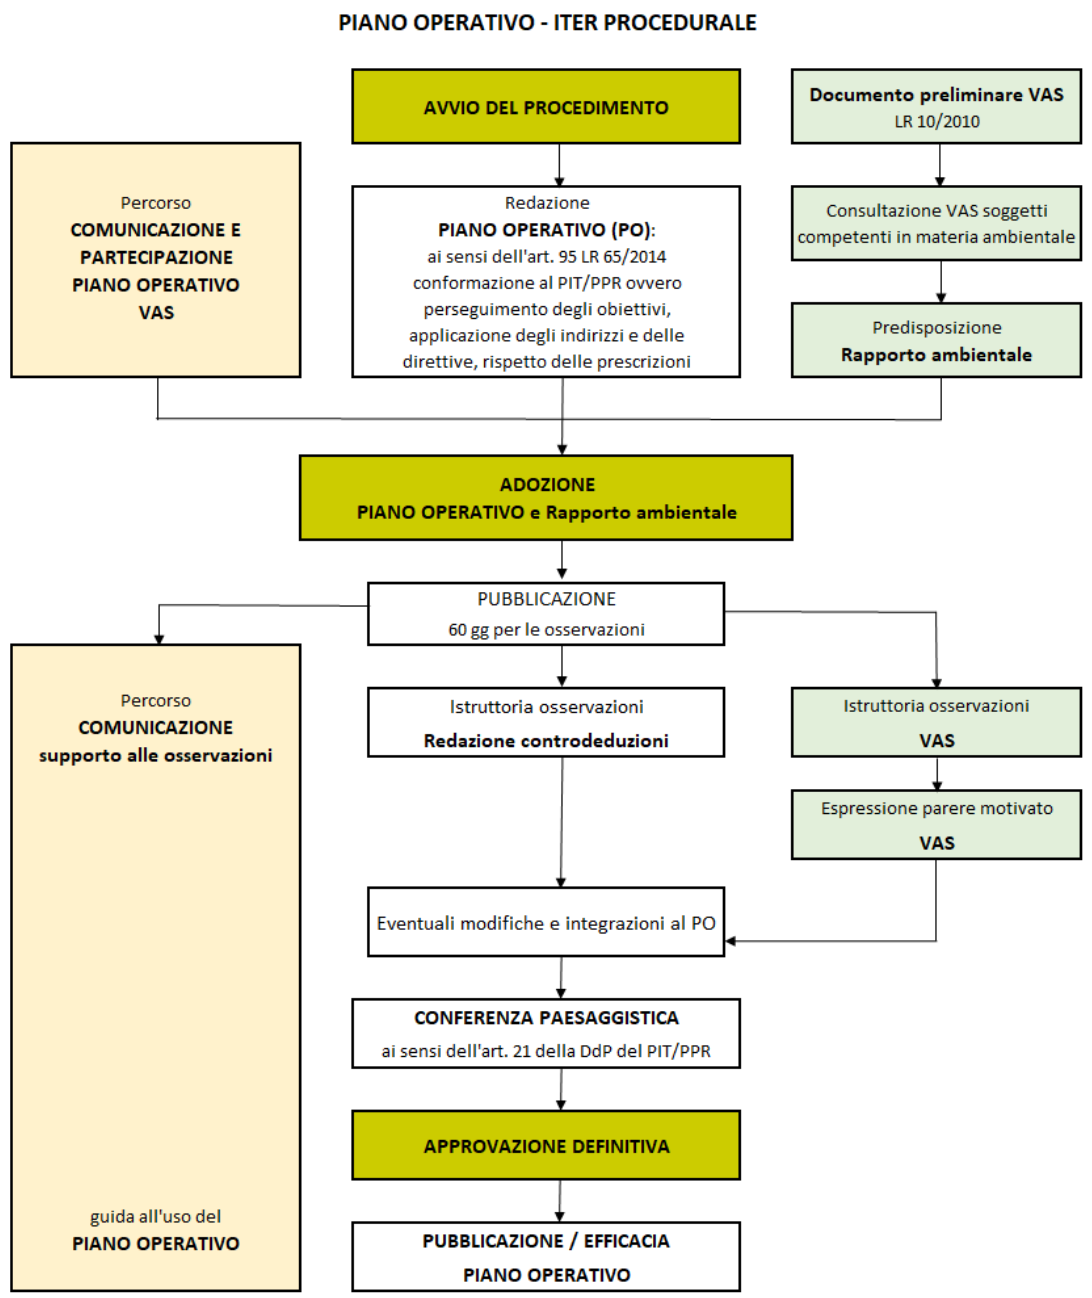 PIANO OPERATIVO - ITER PROCEDURALE
AVVIO DEL PROCEDIMENTO
Documento preliminare VAS
LR 10/2010
Percorso
COMUNICAZIONE E
PARTECIPAZIONE
PIANO OPERATIVO
VAS
Redazione
PIANO OPERATIVO (PO):
ai sensi dell'art. 95 LR 65/2014
conformazione al PIT/PPR ovvero
perseguimento degli obiettivi,
applicazione degli indirizzi e delle
direttive, rispetto delle prescrizioni
Consultazione VAS soggetti
competenti in materia ambientale
Predisposizione
Rapporto ambientale
ADOZIONE
PIANO OPERATIVO e Rapporto ambientale
PUBBLICAZIONE
60 gg per le osservazioni
Percorso
COMUNICAZIONE
supporto alle osservazioni
Istruttoria osservazioni
Redazione controdeduzioni
Istruttoria osservazioni
VAS
Espressione parere motivato
VAS
Eventuali modifiche e integrazioni al PO
CONFERENZA PAESAGGISTICA
ai sensi dell'art. 21 della DdP del PIT/PPR
APPROVAZIONE DEFINITIVA
guida all'uso del
PIANO OPERATIVO
PUBBLICAZIONE / EFFICACIA
PIANO OPERATIVO